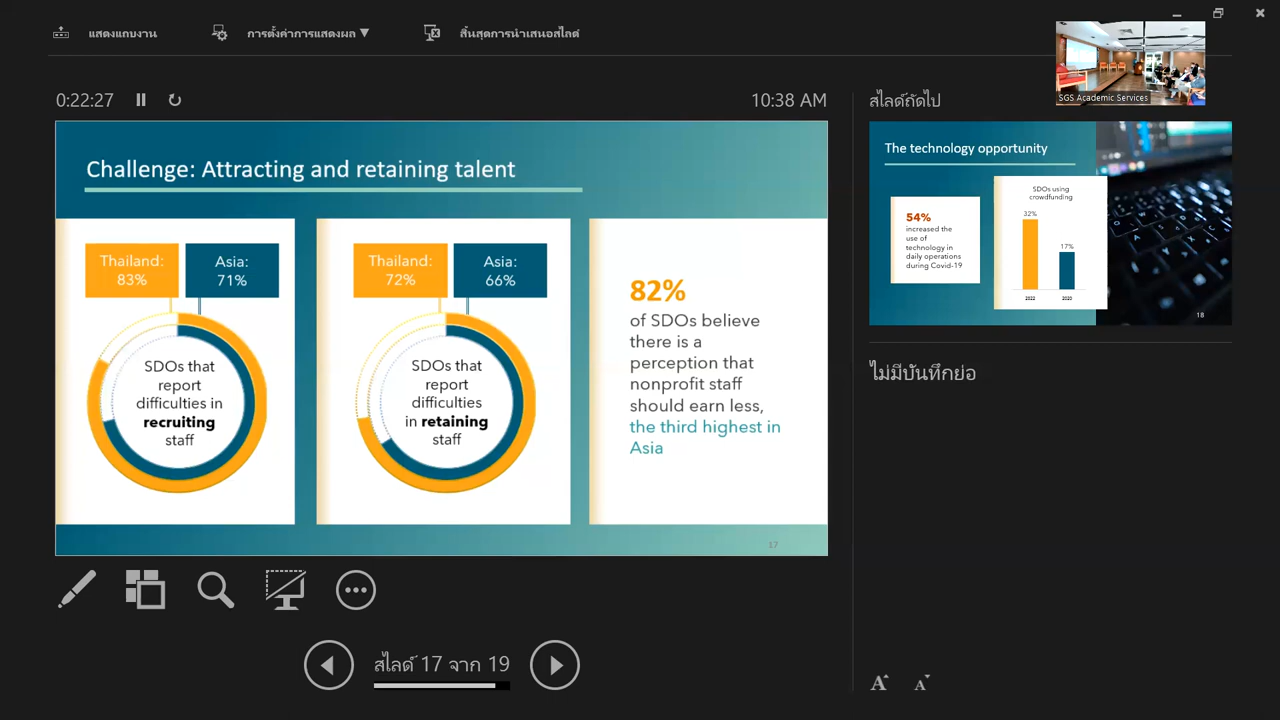 แสดงแถบงาน
การตั้งค่าการแสดงผล ▼
สิ้นสุดการนำเสนอสไลด์
SGS Academic Services
0:22:27
10:38 AM
Challenge: Attracting and retaining talent
Thailand:
83%
Asia:
71%
SDOs that
report
difficulties in
recruiting
staff
Thailand:
72%
Asia:
66%
SDOs that
report
difficulties
in retaining
staff
82%
of SDOs believe
there is a
perception that
nonprofit staff
should earn less,
the third highest in
Asia
17
สไลด์ 17 จาก 19
สไลด์ถัดไป
The technology opportunity
54%
increased the
use of
technology in
daily operations
during Covid-19
SDOs using
crowdfunding
32%
17%
2022
2020
18
ไม่มีบันทึกย่อ
A
A